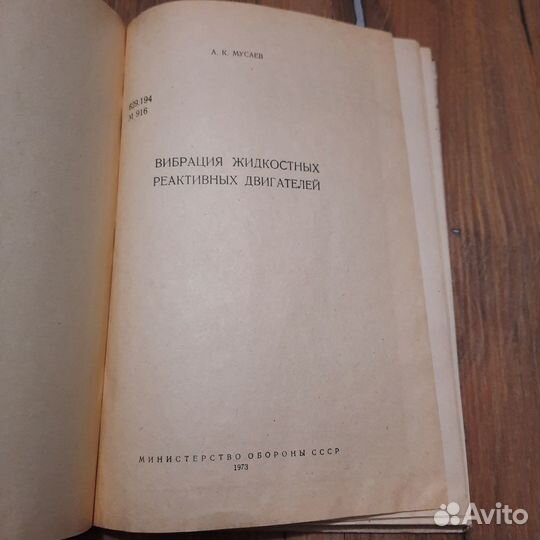 А. К. МУСАЕВ
629.194
М 916
ВИБРАЦИЯ ЖИДКОСТНЫХ
РЕАКТИВНЫХ ДВИГАТЕЛЕЙ
МИНИСТЕРСТВО ОБОРОНЫ СССР
1973
Avito